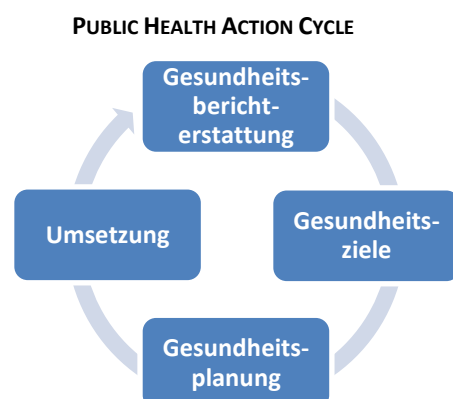 PUBLIC HEALTH ACTION CYCLE
Gesundheits-
bericht-
erstattung
Gesundheits-
ziele
Gesundheits-
planung
Umsetzung